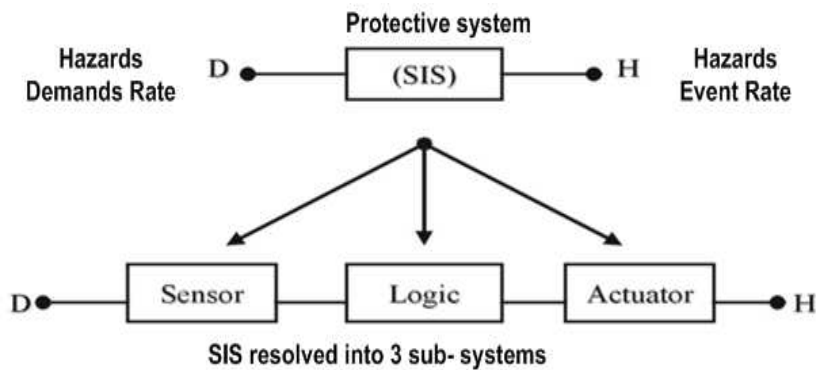 Protective system
Hazards
Demands Rate
D
(SIS)
H
Hazards
Event Rate
D
Sensor
Logic
Actuator
H
SIS resolved into 3 sub- systems